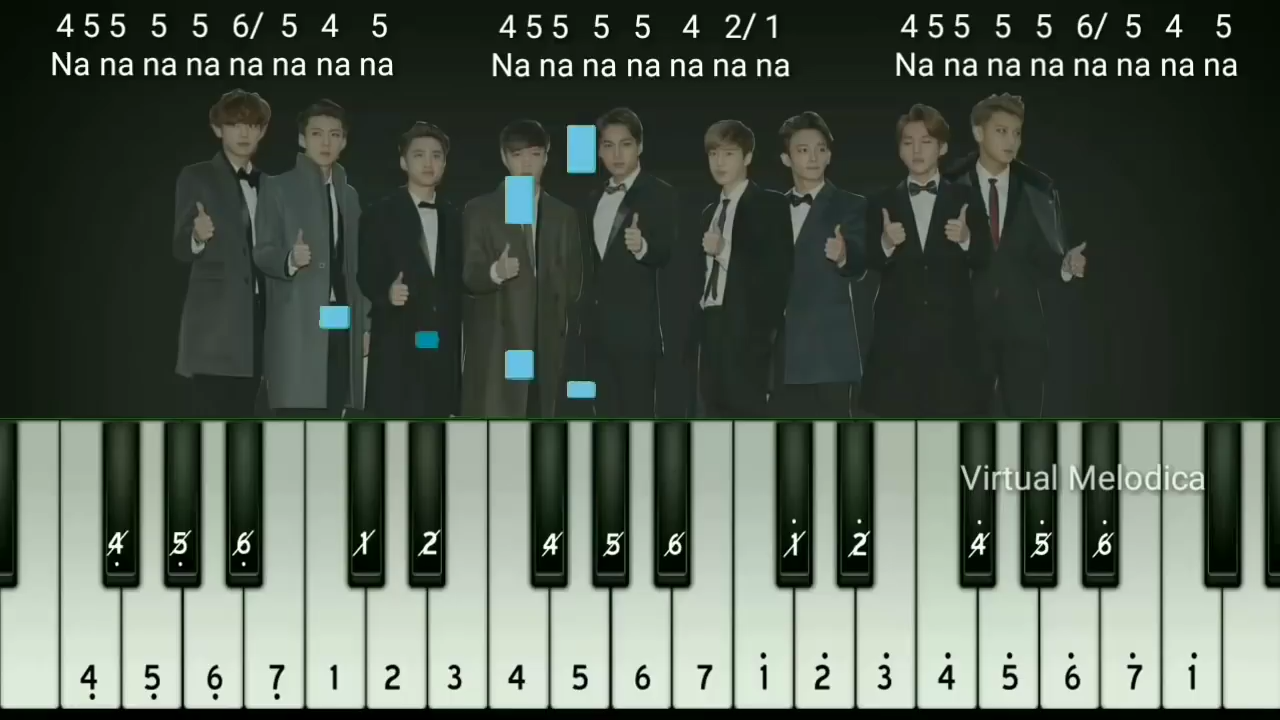 4 5 5 5 5 6/ 5 4 5 4 5 5 5 5 4 2/ 1 4 5 5 5 5 6/ 5 4 5
Na na na na na na na na Na na na na na na na Na na na na na na na na
Virtual Melodica
4̸̣ 5̸̣ 6̸̣ 1̸ 2̸ 4̸ 5̸ 6̸ 1̸̇ 2̸̇ 4̸̇ 5̸̇ 6̸̇
4̣ 5̣ 6̣ 7̣ 1 2 3 4 5 6 7 1̇ 2̇ 3̇ 4̇ 5̇ 6̇ 7̇ 1̇